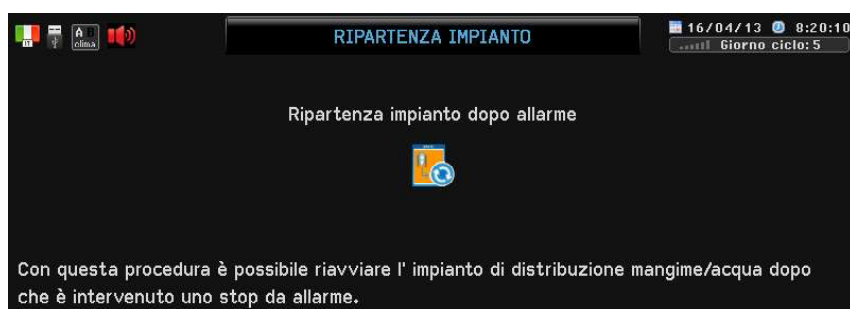 IT
A B
clima
RIPARTENZA IMPIANTO
16/04/13 8:20:10
Giorno ciclo: 5
Ripartenza impianto dopo allarme
Con questa procedura è possibile riavviare l' impianto di distribuzione mangime/acqua dopo
che è intervenuto uno stop da allarme.